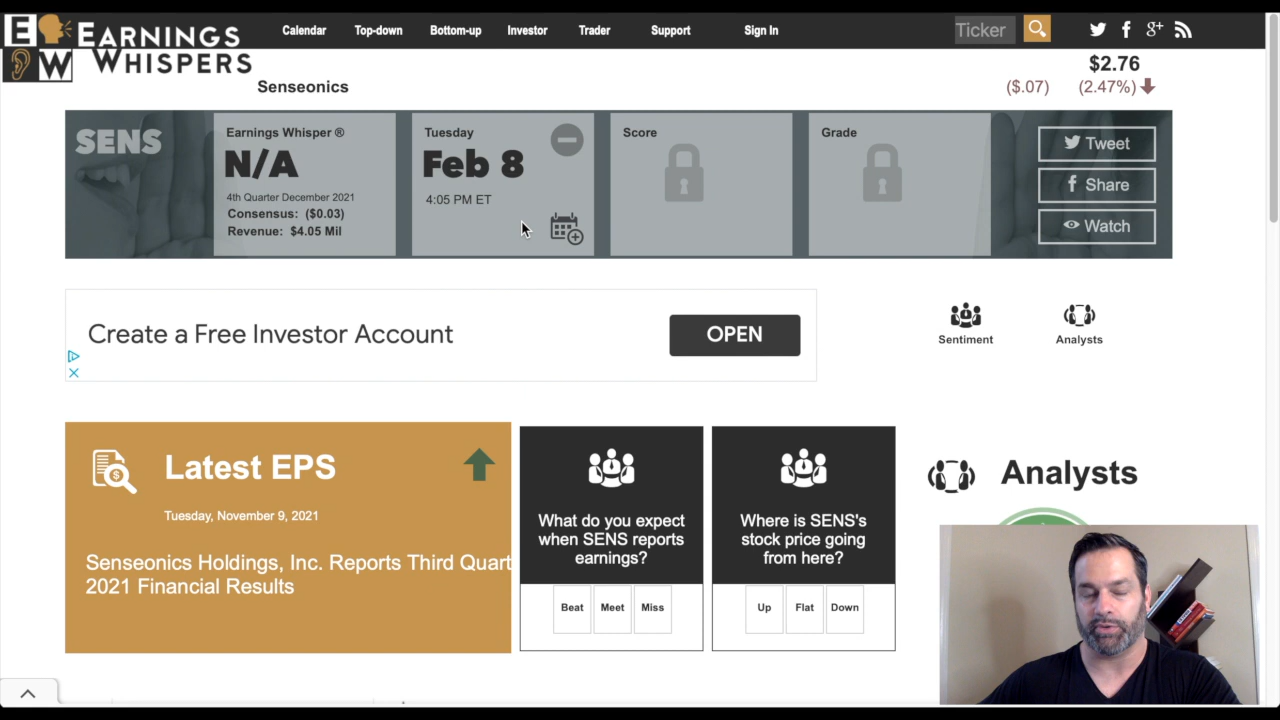 EARNINGS
WHISPERS
E
W
Calendar Top-down Bottom-up Investor Trader Support Sign In
Ticker
Senseonics
$2.76
($.07) (2.47%)
SENS
Earnings Whisper ®
N/A
4th Quarter December 2021
Consensus: ($0.03)
Revenue: $4.05 Mil
Tuesday
Feb 8
4:05 PM ET
Score
Grade
Tweet
Share
Watch
Create a Free Investor Account
OPEN
Sentiment
Analysts
Latest EPS
Tuesday, November 9, 2021
Senseonics Holdings, Inc. Reports Third Quart
2021 Financial Results
What do you expect
when SENS reports
earnings?
Beat Meet Miss
Where is SENS's
stock price going
from here?
Up Flat Down
Analysts